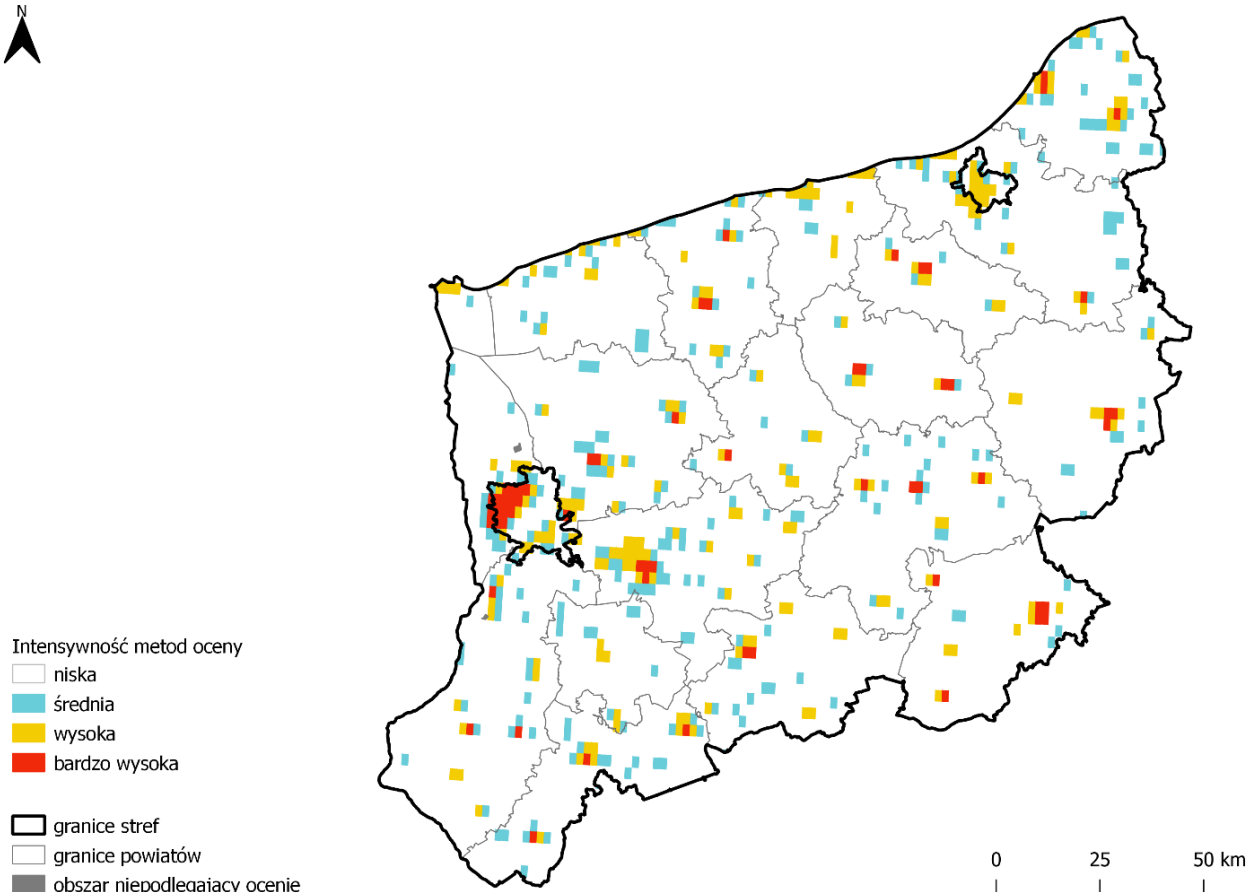 N
Intensywność metod oceny
niska
średnia
wysoka
bardzo wysoka
granice stref
granice powiatów
obszar niepodlegający ocenie
0 25 50 km